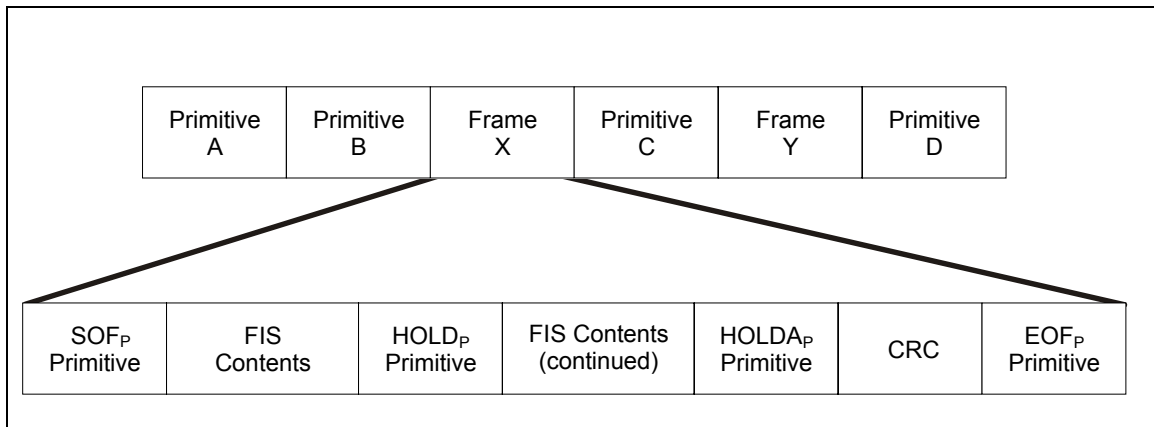 Primitive
A
Primitive
B
Frame
X
Primitive
C
Frame
Y
Primitive
D
SOFP
Primitive
FIS
Contents
HOLDP
Primitive
FIS Contents
(continued)
HOLDAP
Primitive
CRC
EOFP
Primitive